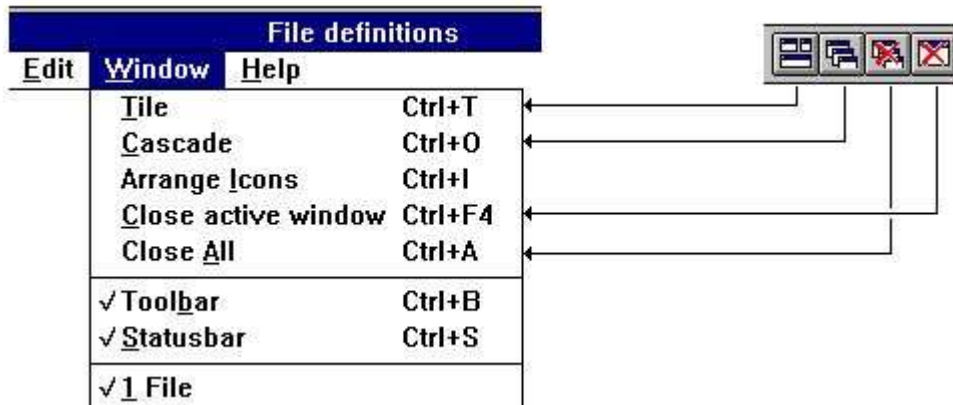 File definitions
Edit Window Help
Tile Ctrl+T
Cascade Ctrl+O
Arrange Icons Ctrl+I
Close active window Ctrl+F4
Close All Ctrl+A
√ Toolbar Ctrl+B
√ Statusbar Ctrl+S
√ 1 File